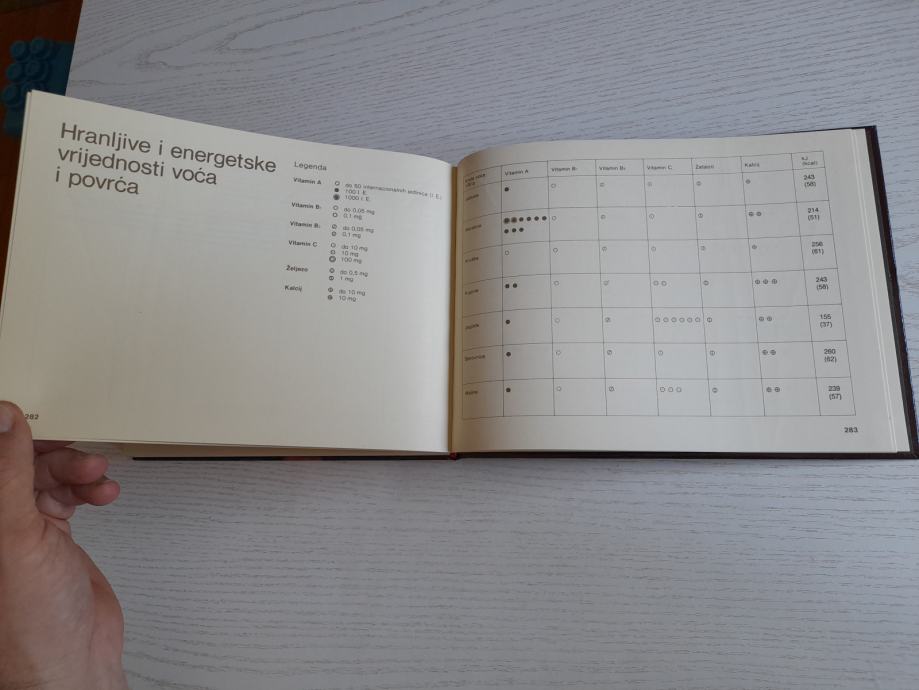 Hranljive i energetske
vrijednosti voća
i povrća
Legenda
Vitamin A
do 50 internacionalnih jedinica (I. E.)
100 I. E.
1000 I. E.
Vitamin B₁
do 0,05 mg
0,1 mg
Vitamin B₂
do 0,05 mg
0,1 mg
Vitamin C
do 10 mg
10 mg
100 mg
Željezo
do 0,5 mg
1 mg
Kalcij
do 10 mg
10 mg
282
Vitamin A Vitamin B₁ Vitamin B₂ Vitamin C Željezo Kalcij kJ
(kcal)
243
(58)
214
(51)
256
(61)
243
(58)
155
(37)
260
(62)
239
(57)
283